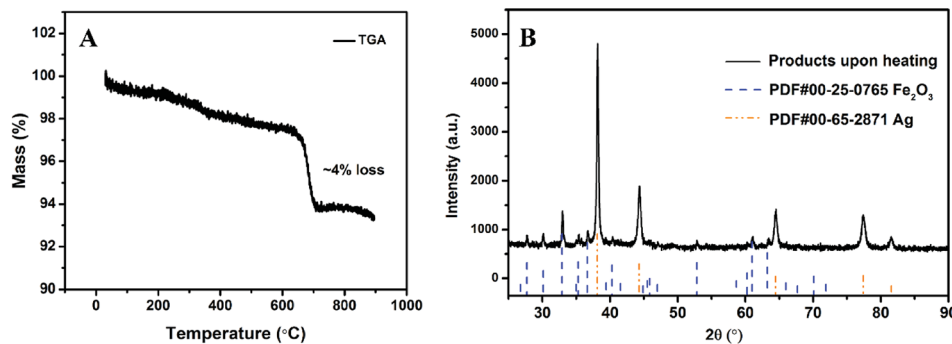 A
TGA
~4% loss
Mass (%)
100
98
96
94
92
90
0
200
400
600
800
1000
Temperature (°C)
B
Products upon heating
PDF#00-25-0765 Fe₂O₃
PDF#00-65-2871 Ag
Intensity (a.u.)
5000
4000
3000
2000
1000
0
30
40
50
60
70
80
90
2θ (°)